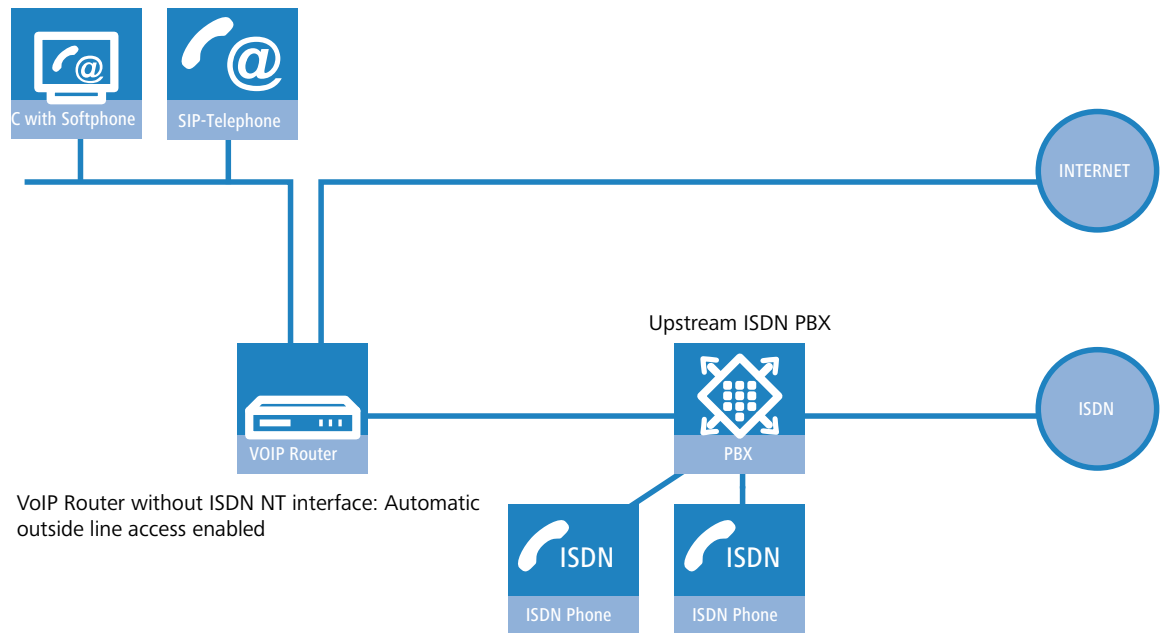 @
@
C with Softphone
SIP-Telephone
INTERNET
Upstream ISDN PBX
ISDN
VOIP Router
PBX
VoIP Router without ISDN NT interface: Automatic
outside line access enabled
ISDN
ISDN
ISDN Phone
ISDN Phone